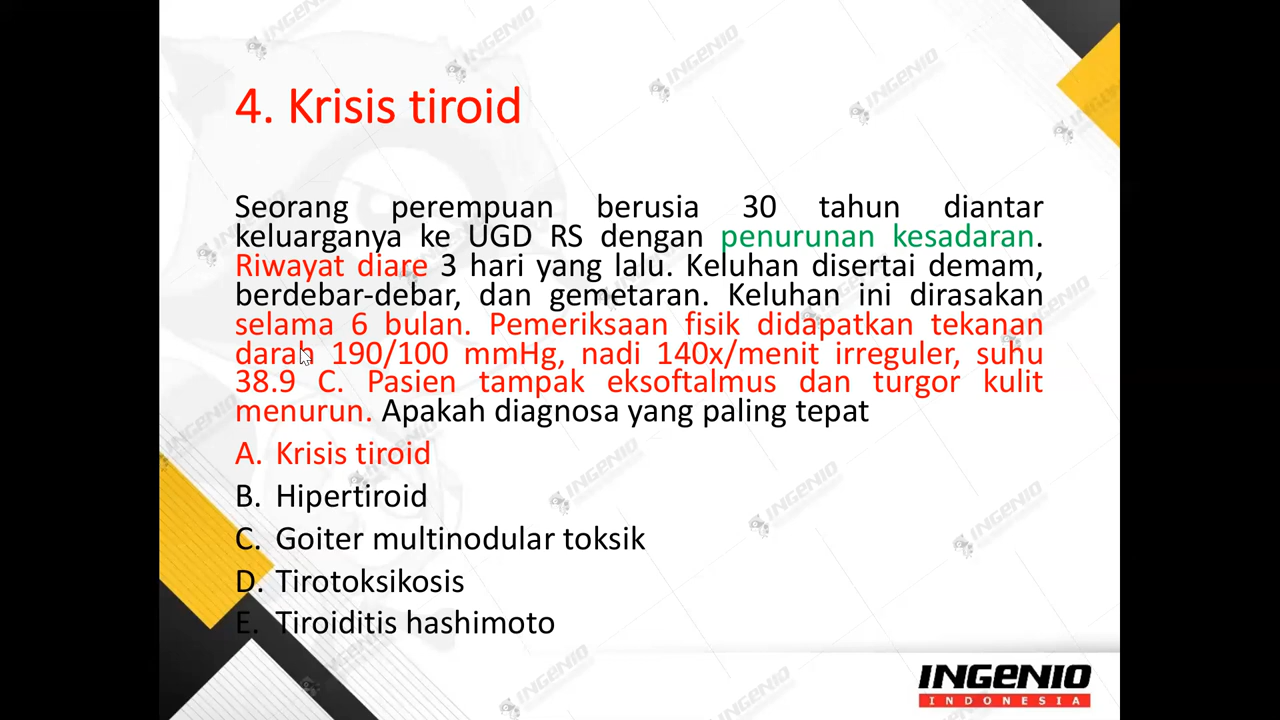 4. Krisis tiroid
Seorang perempuan berusia 30 tahun diantar
keluarganya ke UGD RS dengan penurunan kesadaran.
Riwayat diare 3 hari yang lalu. Keluhan disertai demam,
berdebar-debar, dan gemetaran. Keluhan ini dirasakan
selama 6 bulan. Pemeriksaan fisik didapatkan tekanan
darah 190/100 mmHg, nadi 140x/menit irreguler, suhu
38.9 C. Pasien tampak eksoftalmus dan turgor kulit
menurun. Apakah diagnosa yang paling tepat
A. Krisis tiroid
B. Hipertiroid
C. Goiter multinodular toksik
D. Tirotoksikosis
E. Tiroiditis hashimoto
INGENIO
INDONESIA